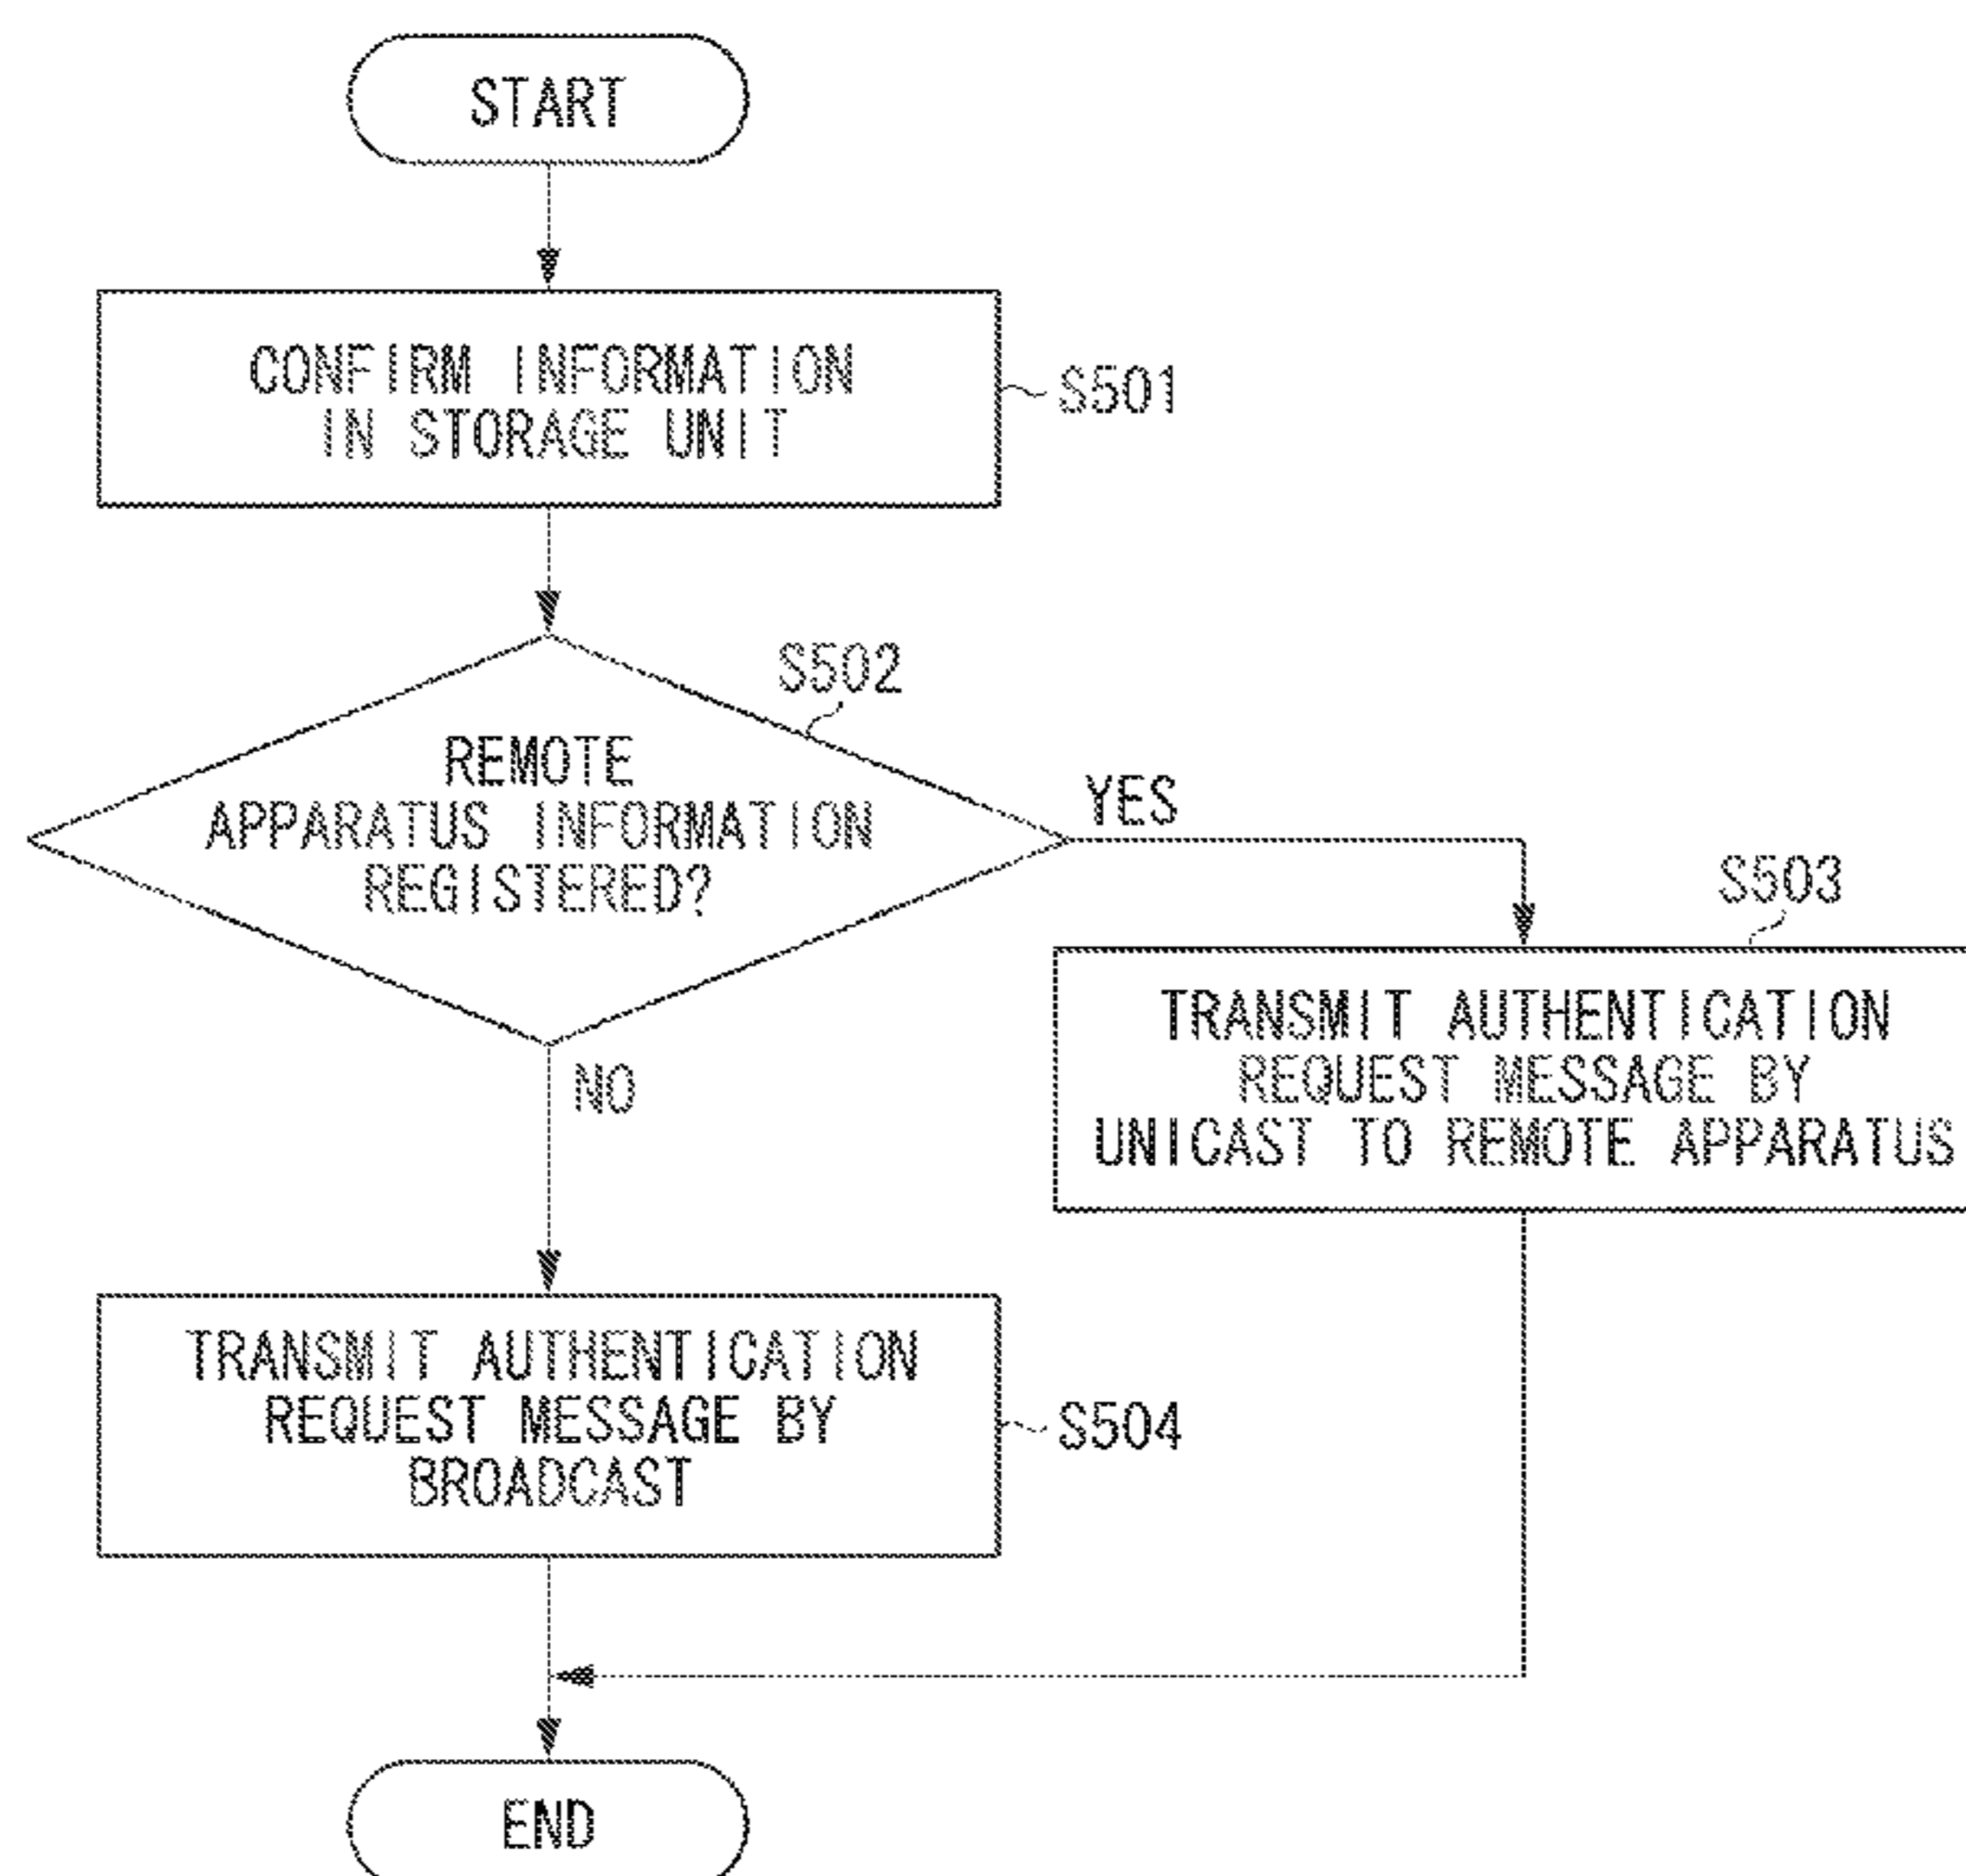 START
CONFIRM INFORMATION
IN STORAGE UNIT
S501
S502
REMOTE
APPARATUS INFORMATION
REGISTERED?
YES
NO
S503
TRANSMIT AUTHENTICATION
REQUEST MESSAGE BY
UNICAST TO REMOTE APPARATUS
TRANSMIT AUTHENTICATION
REQUEST MESSAGE BY
BROADCAST
S504
END